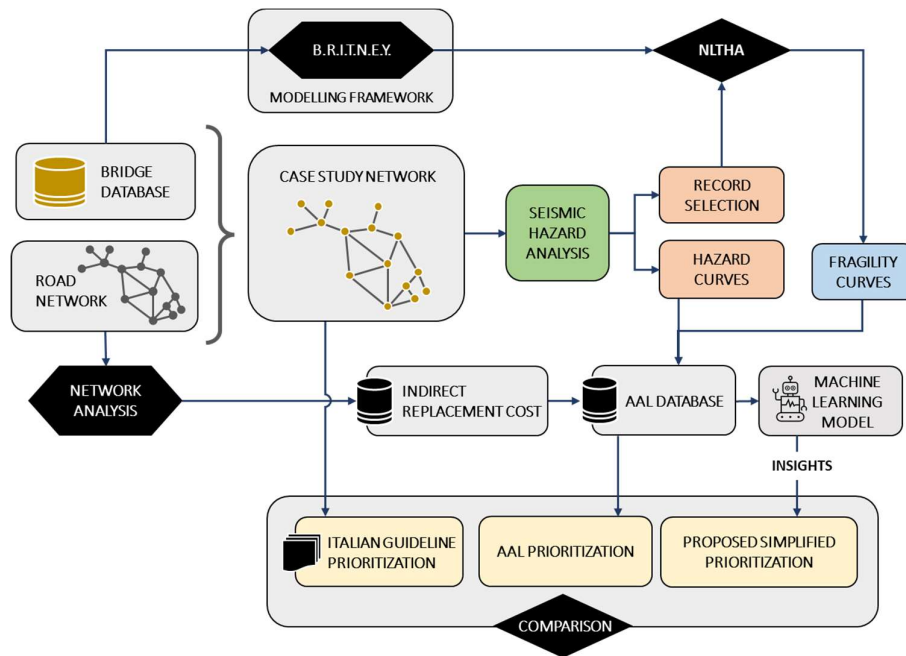 B.R.I.T.N.E.Y.
MODELLING FRAMEWORK
NLTHA
BRIDGE
DATABASE
ROAD
NETWORK
CASE STUDY NETWORK
SEISMIC
HAZARD
ANALYSIS
RECORD
SELECTION
HAZARD
CURVES
FRAGILITY
CURVES
NETWORK
ANALYSIS
INDIRECT
REPLACEMENT COST
AAL DATABASE
MACHINE
LEARNING
MODEL
INSIGHTS
ITALIAN GUIDELINE
PRIORITIZATION
AAL PRIORITIZATION
PROPOSED SIMPLIFIED
PRIORITIZATION
COMPARISON